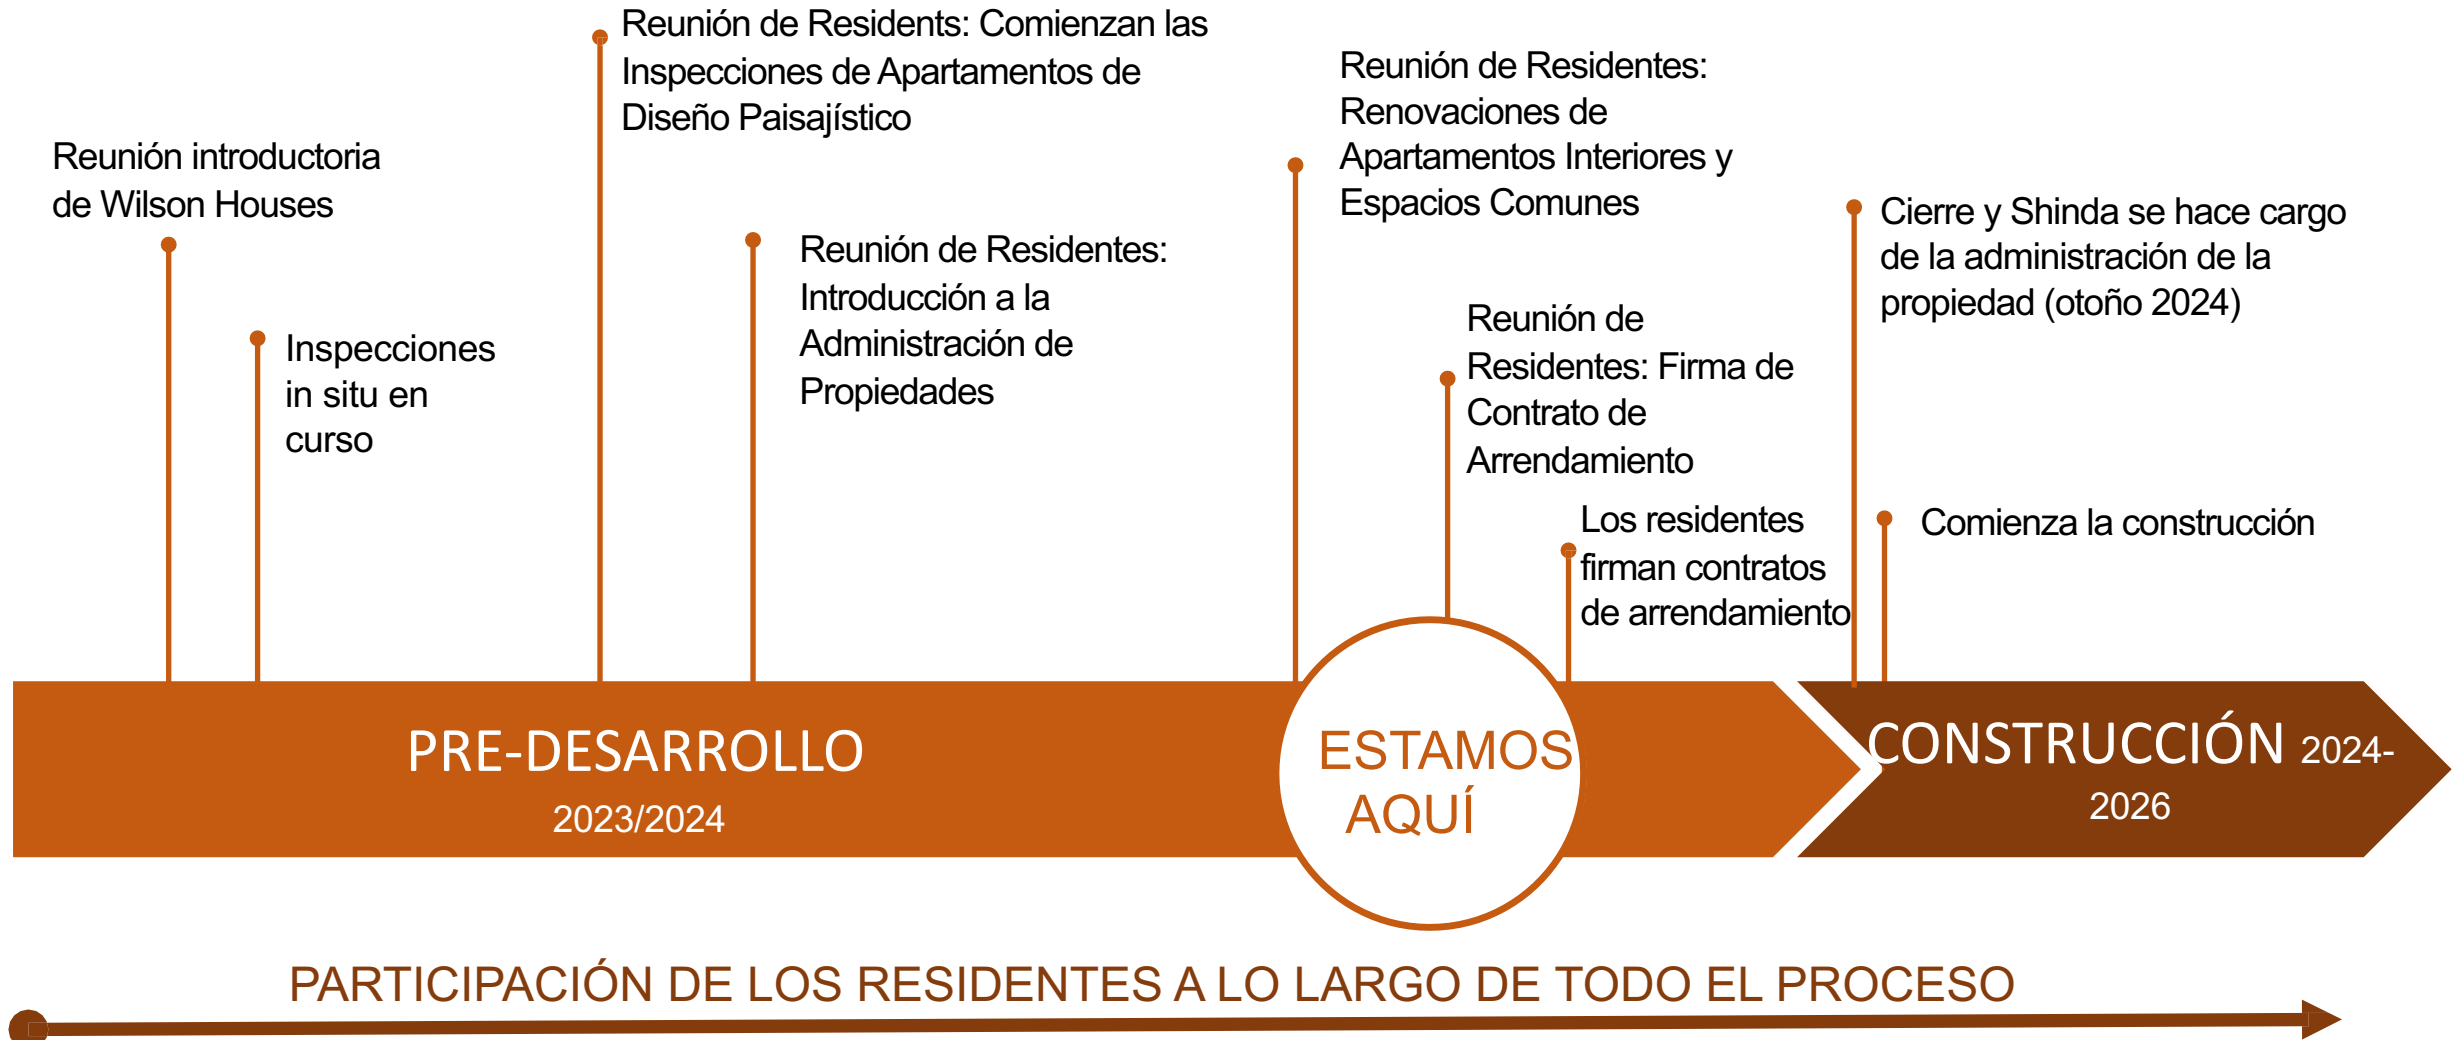 Reunión introductoria
de Wilson Houses
Inspecciones
in situ en
curso
Reunión de Residents: Comienzan las
Inspecciones de Apartamentos de
Diseño Paisajístico
Reunión de Residentes:
Introducción a la
Administración de
Propiedades
Reunión de Residentes:
Renovaciones de
Apartamentos Interiores y
Espacios Comunes
Reunión de
Residentes: Firma de
Contrato de
Arrendamiento
Los residentes
firman contratos
de arrendamiento
Cierre y Shinda se hace cargo
de la administración de la
propiedad (otoño 2024)
Comienza la construcción
PRE-DESARROLLO
2023/2024
ESTAMOS
AQUÍ
CONSTRUCCIÓN 2024-
2026
PARTICIPACIÓN DE LOS RESIDENTES A LO LARGO DE TODO EL PROCESO